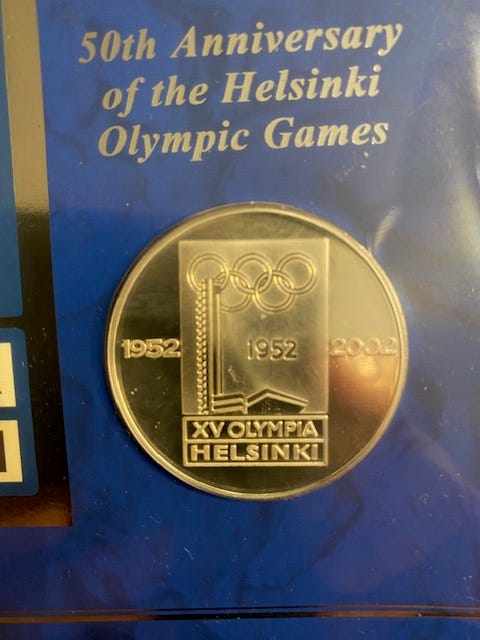 50th Anniversary
of the Helsinki
Olympic Games
1952 1952 2002
XV OLYMPIA
HELSINKI